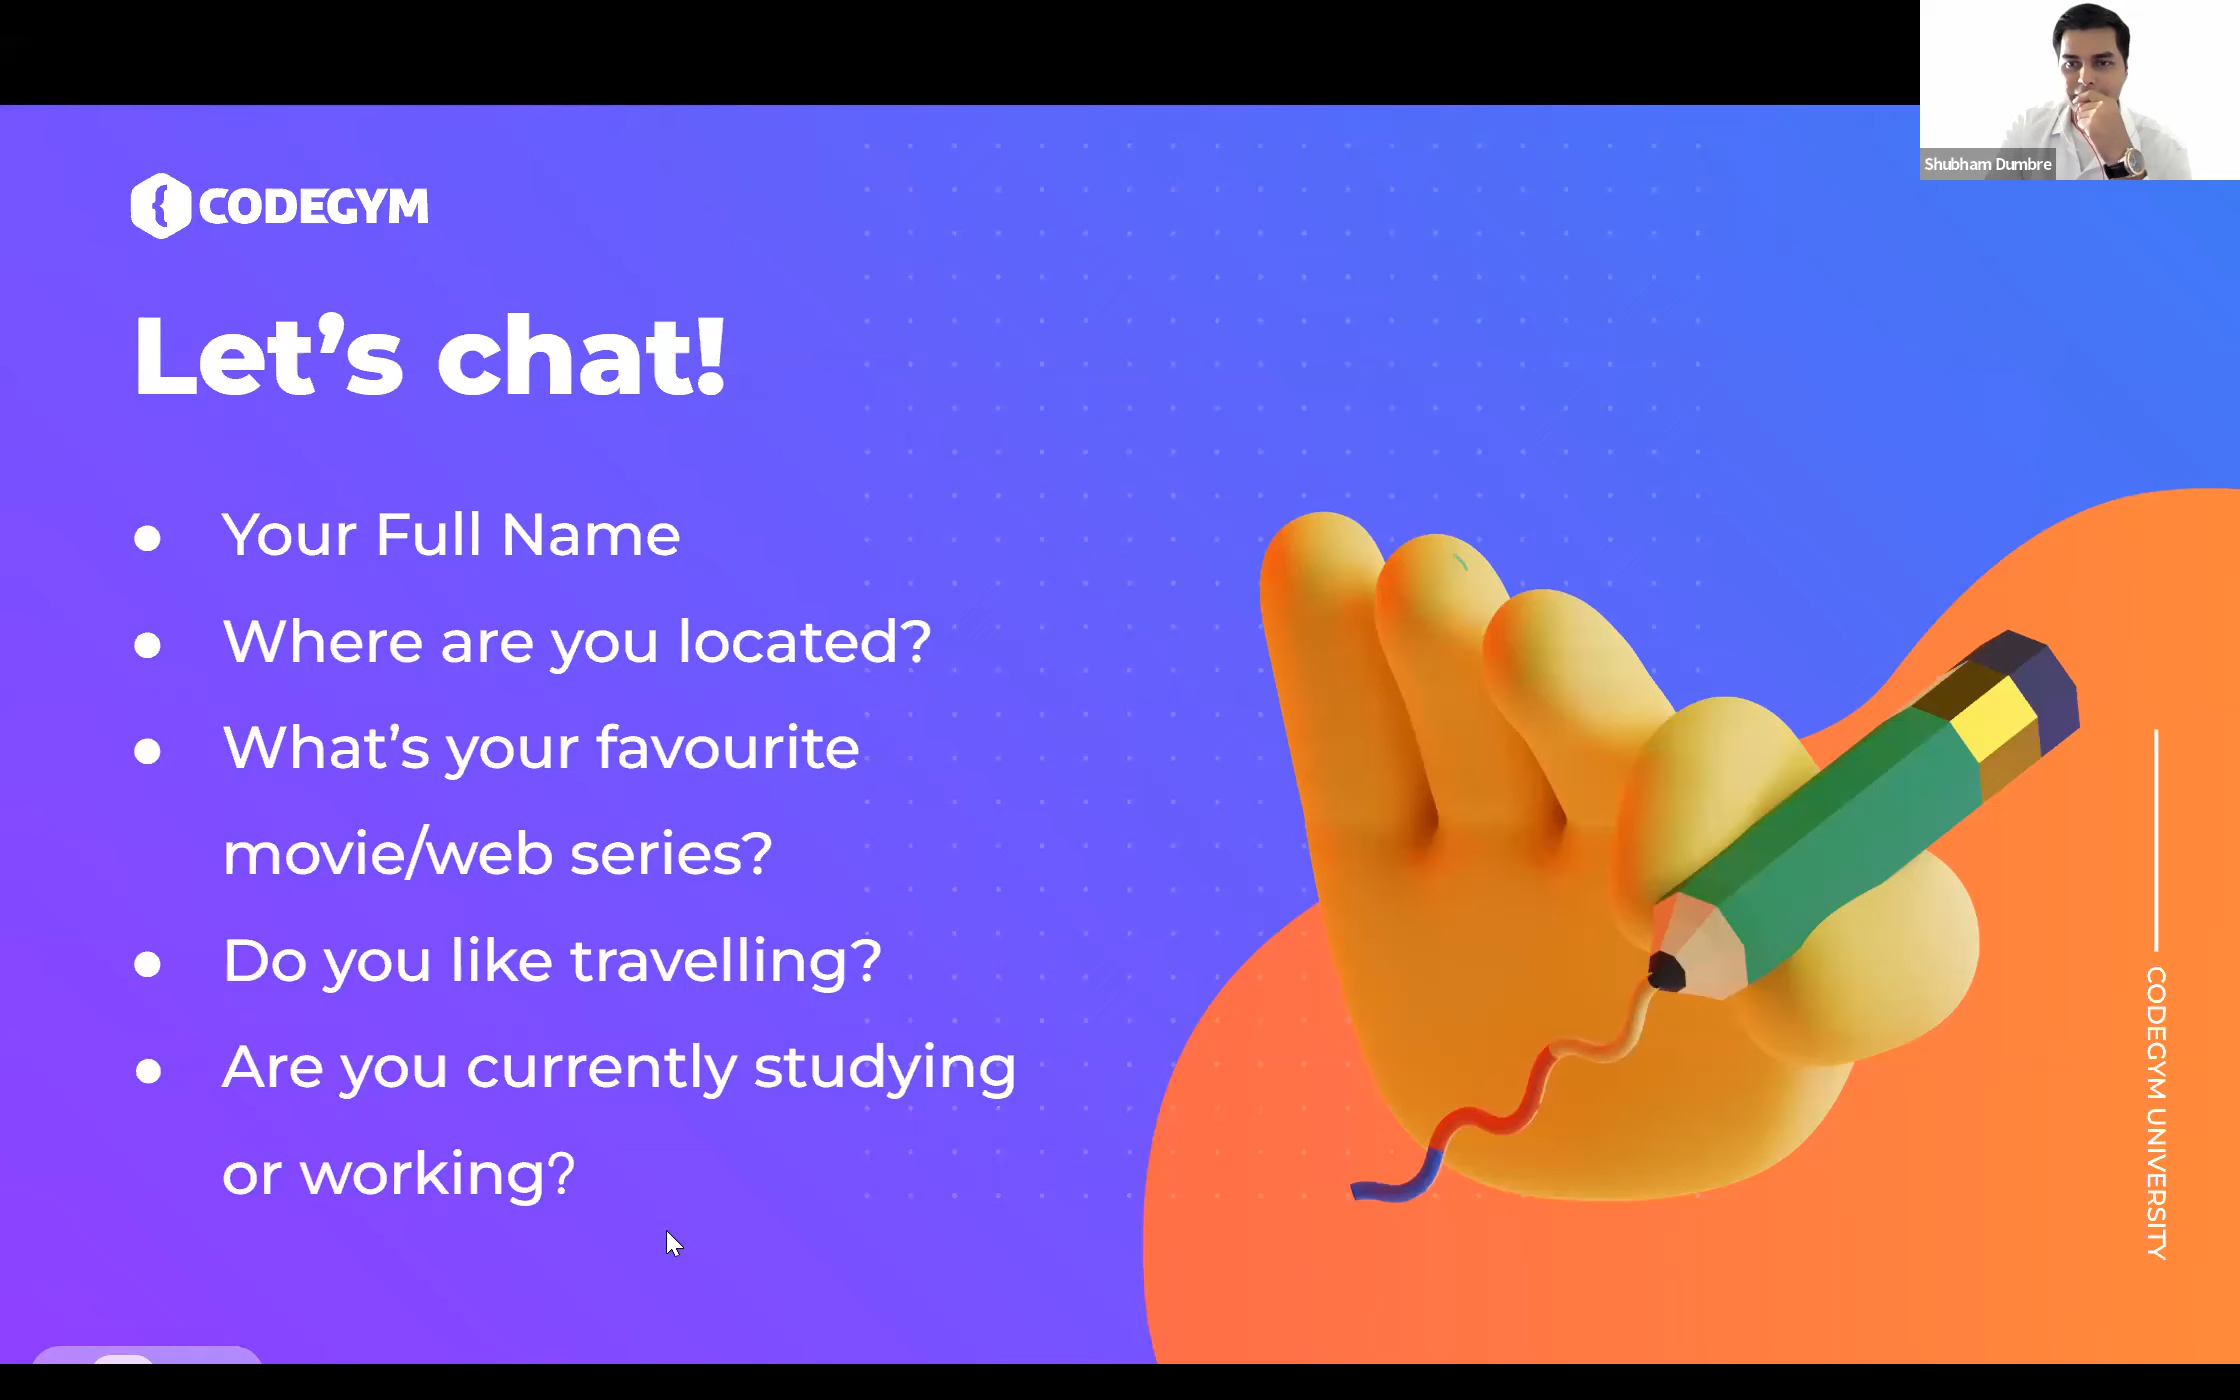 Shubham Dumbre
CODEGYM
Let’s chat!
● Your Full Name
● Where are you located?
● What’s your favourite
movie/web series?
● Do you like travelling?
● Are you currently studying
or working?
CODEGYM UNIVERSITY